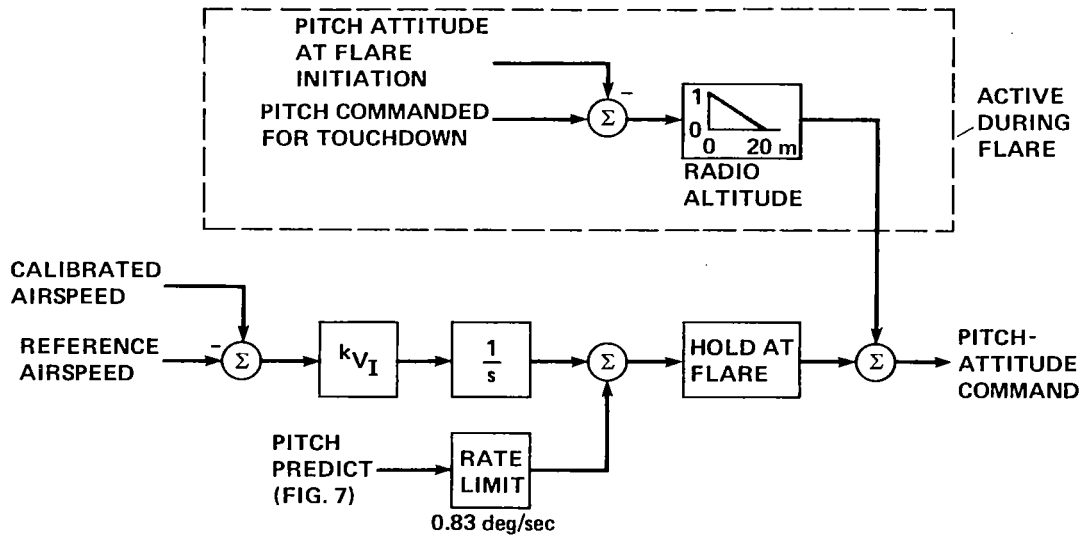 PITCH ATTITUDE
AT FLARE
INITIATION
−
PITCH COMMANDED
FOR TOUCHDOWN
Σ
1
0
0 20 m
RADIO
ALTITUDE
ACTIVE
DURING
FLARE
CALIBRATED
AIRSPEED
REFERENCE
AIRSPEED
−
Σ
kVI
1
s
Σ
HOLD AT
FLARE
Σ
PITCH-
ATTITUDE
COMMAND
PITCH
PREDICT
(FIG. 7)
RATE
LIMIT
0.83 deg/sec